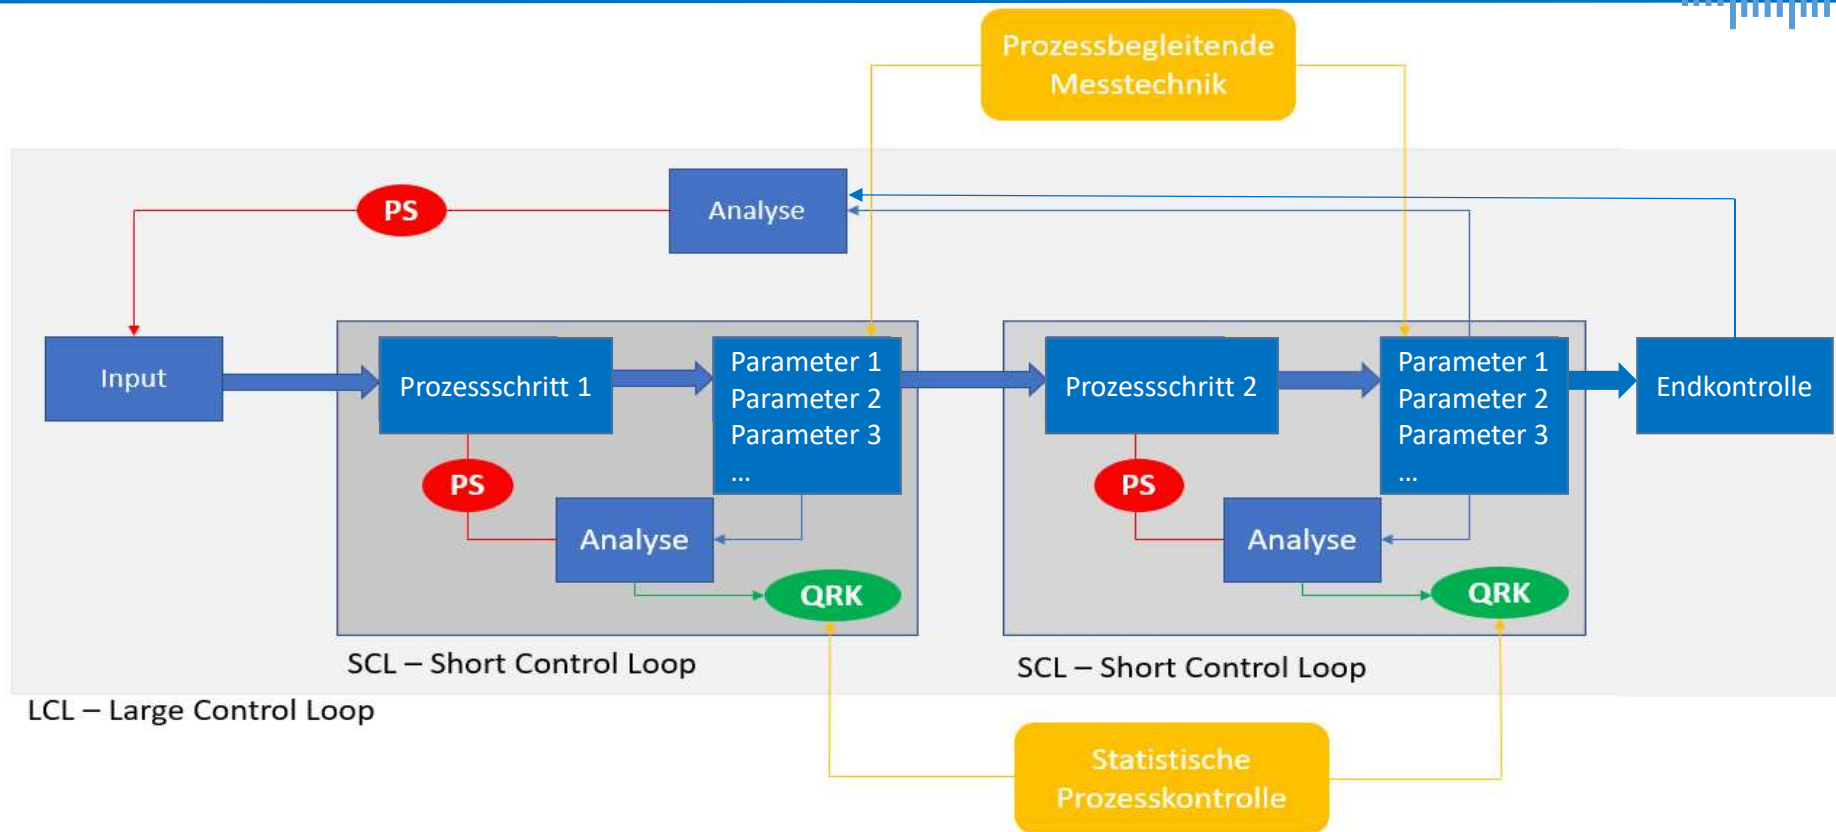 Prozessbegleitende
Messtechnik
PS
Analyse
Input
Prozessschritt 1
Parameter 1
Parameter 2
Parameter 3
...
Prozessschritt 2
Parameter 1
Parameter 2
Parameter 3
...
Endkontrolle
PS
Analyse
QRK
PS
Analyse
QRK
SCL – Short Control Loop
SCL – Short Control Loop
LCL – Large Control Loop
Statistische
Prozesskontrolle